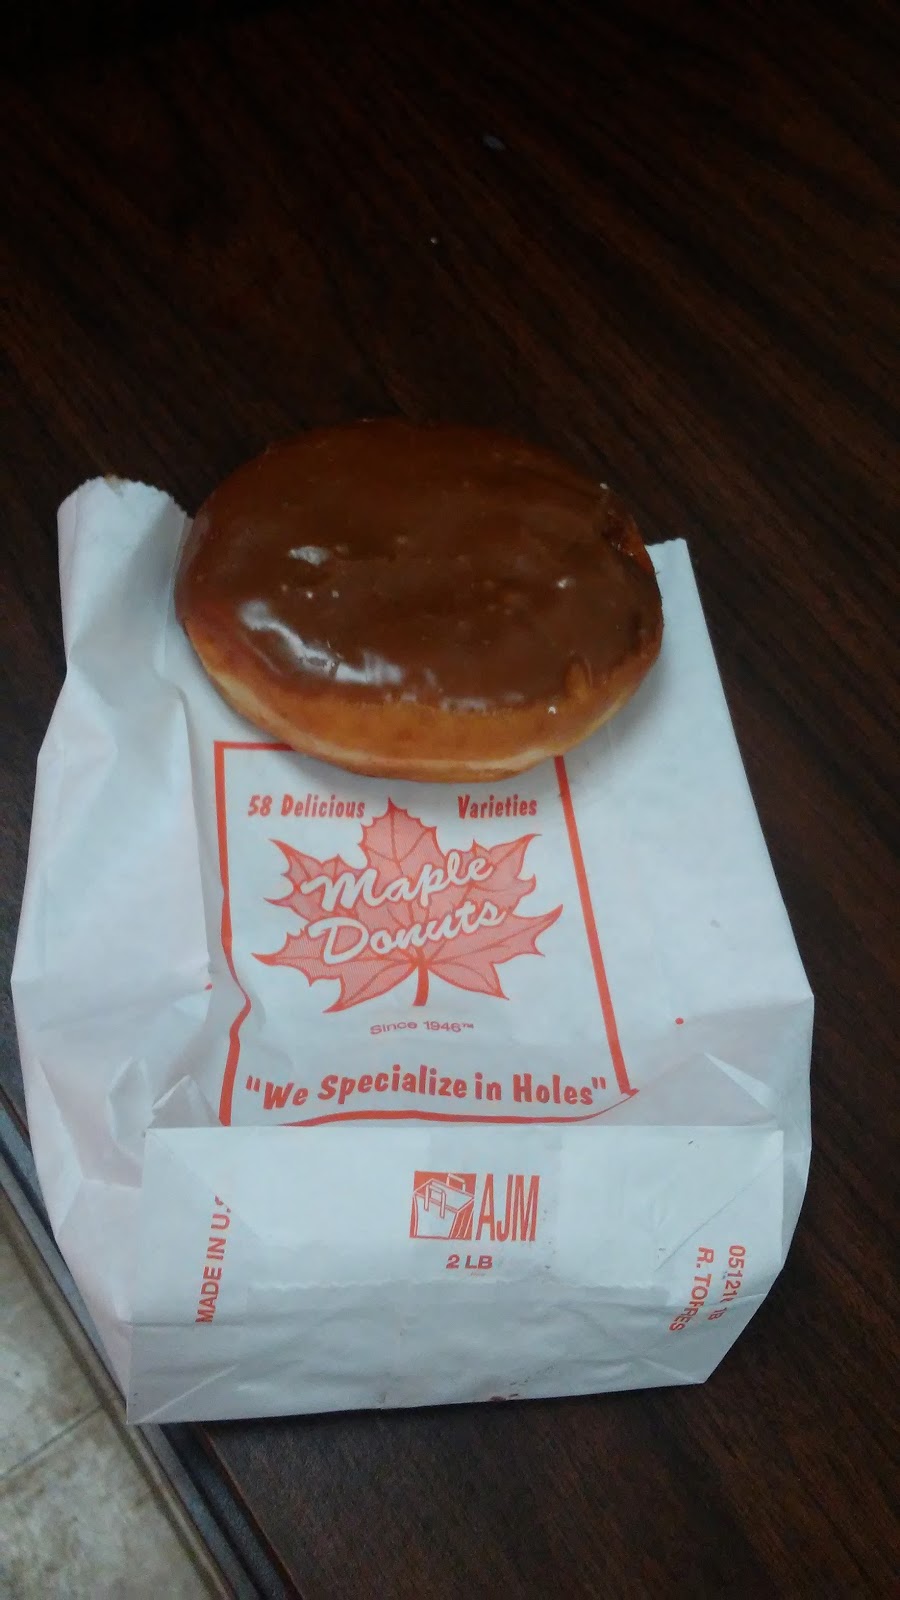 58 Delicious Varieties
Maple
Donuts
Since 1946™
"We Specialize in Holes"
AJM
2 LB
MADE IN
R. TORRES